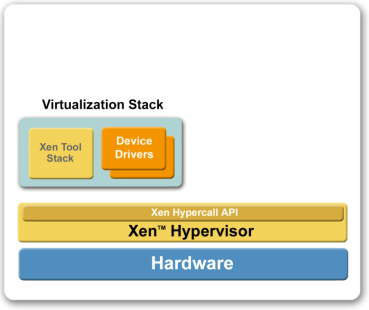 Virtualization Stack
Xen Tool
Stack
Device
Drivers
Xen Hypercall API
Xen™ Hypervisor
Hardware